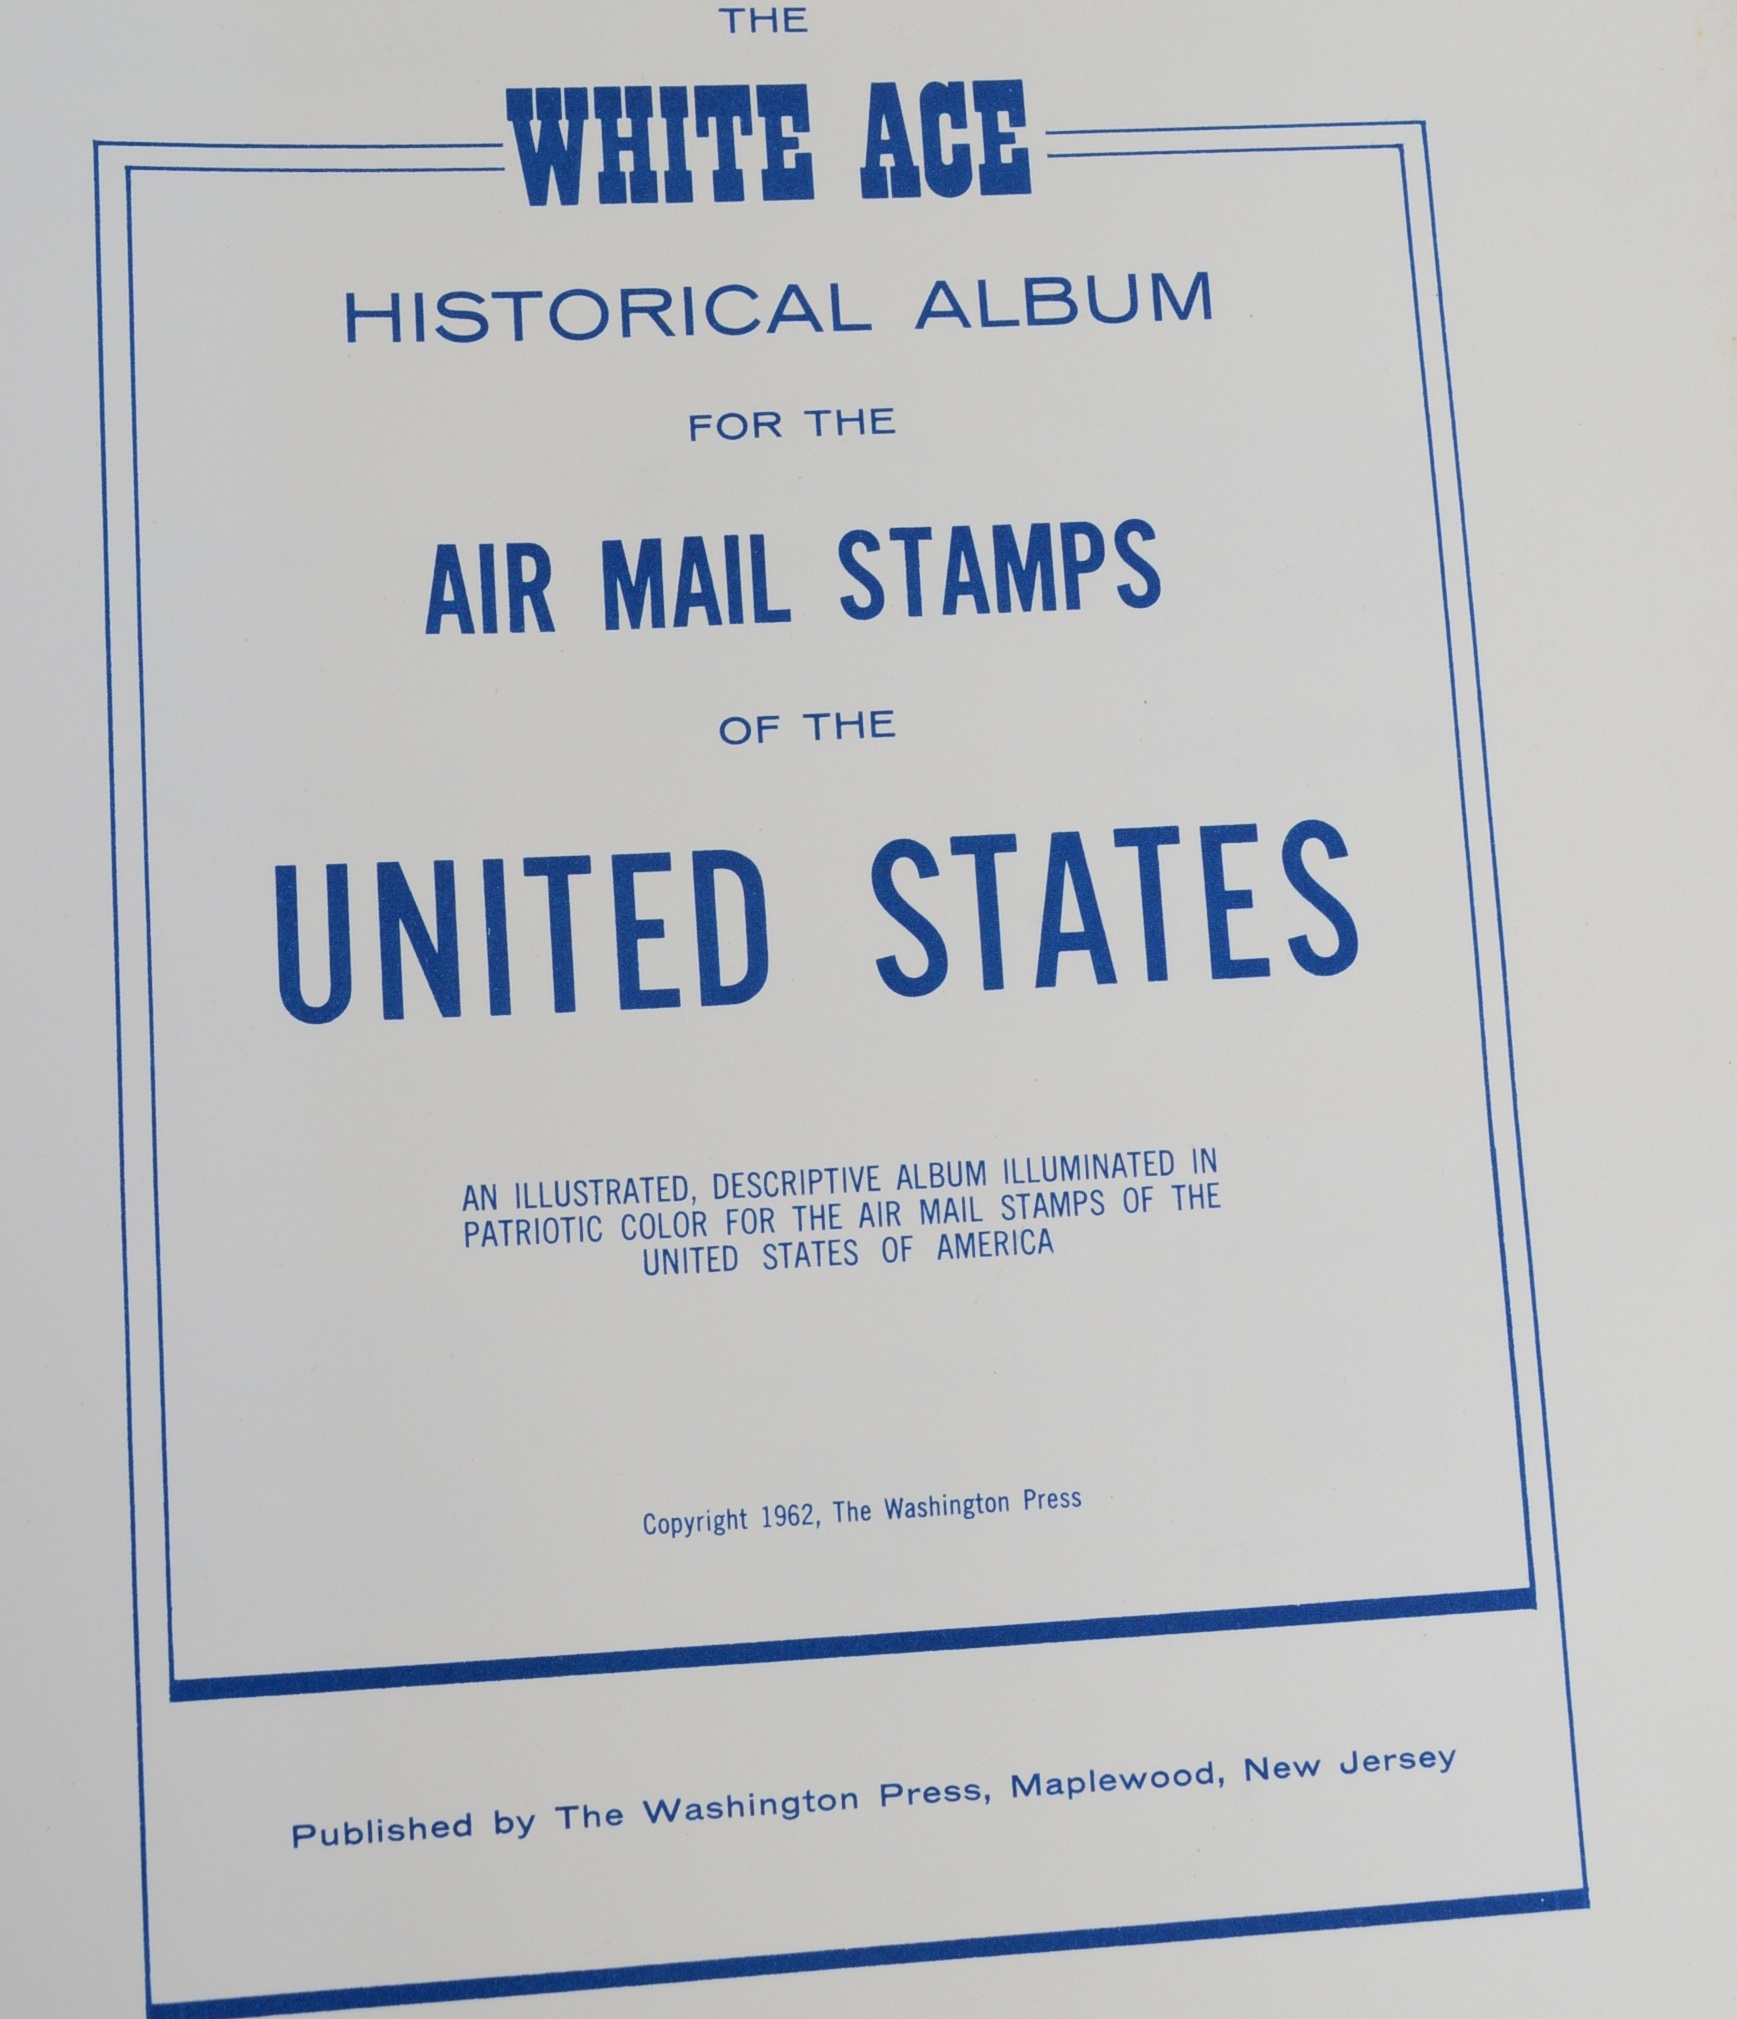 THE
WHITE ACE
HISTORICAL ALBUM
FOR THE
AIR MAIL STAMPS
OF THE
UNITED STATES
AN ILLUSTRATED, DESCRIPTIVE ALBUM ILLUMINATED IN
PATRIOTIC COLOR FOR THE AIR MAIL STAMPS OF THE
UNITED STATES OF AMERICA
Copyright 1962, The Washington Press
Published by The Washington Press, Maplewood, New Jersey